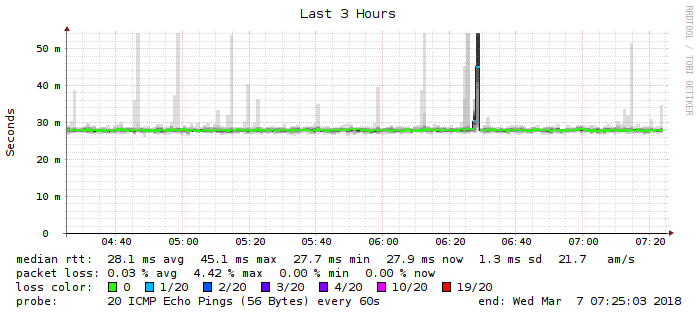 Last 3 Hours
RRDTOOL / TOBI OETIKER
Seconds
50 m
40 m
30 m
20 m
10 m
0
04:40 05:00 05:20 05:40 06:00 06:20 06:40 07:00 07:20
median rtt: 28.1 ms avg 45.1 ms max 27.7 ms min 27.9 ms now 1.3 ms sd 21.7 am/s
packet loss: 0.03 % avg 4.42 % max 0.00 % min 0.00 % now
loss color: 0 1/20 2/20 3/20 4/20 10/20 19/20
probe: 20 ICMP Echo Pings (56 Bytes) every 60s end: Wed Mar 7 07:25:03 2018